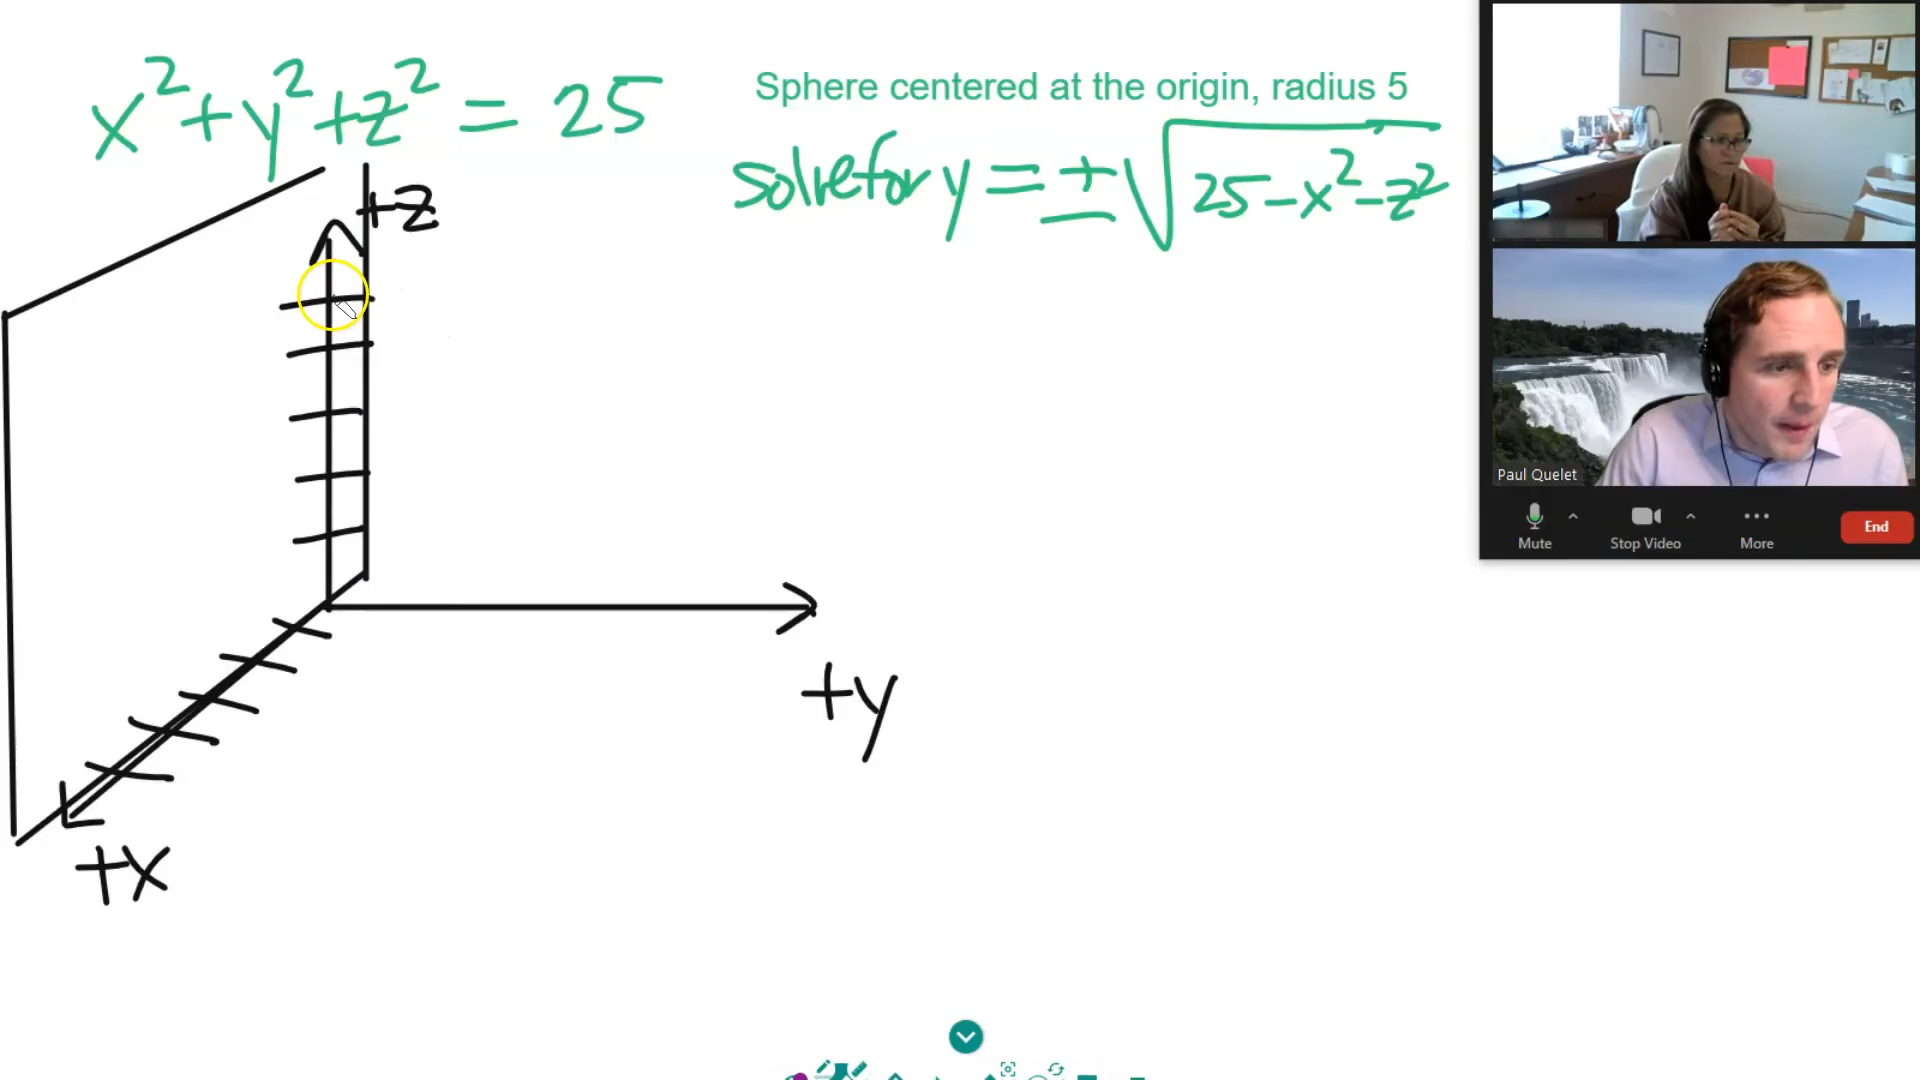 x²+y²+z² = 25
Sphere centered at the origin, radius 5
solve for y = ±√25-x²-z²
+z
+y
+x
Paul Quelet
Mute
Stop Video
More
End